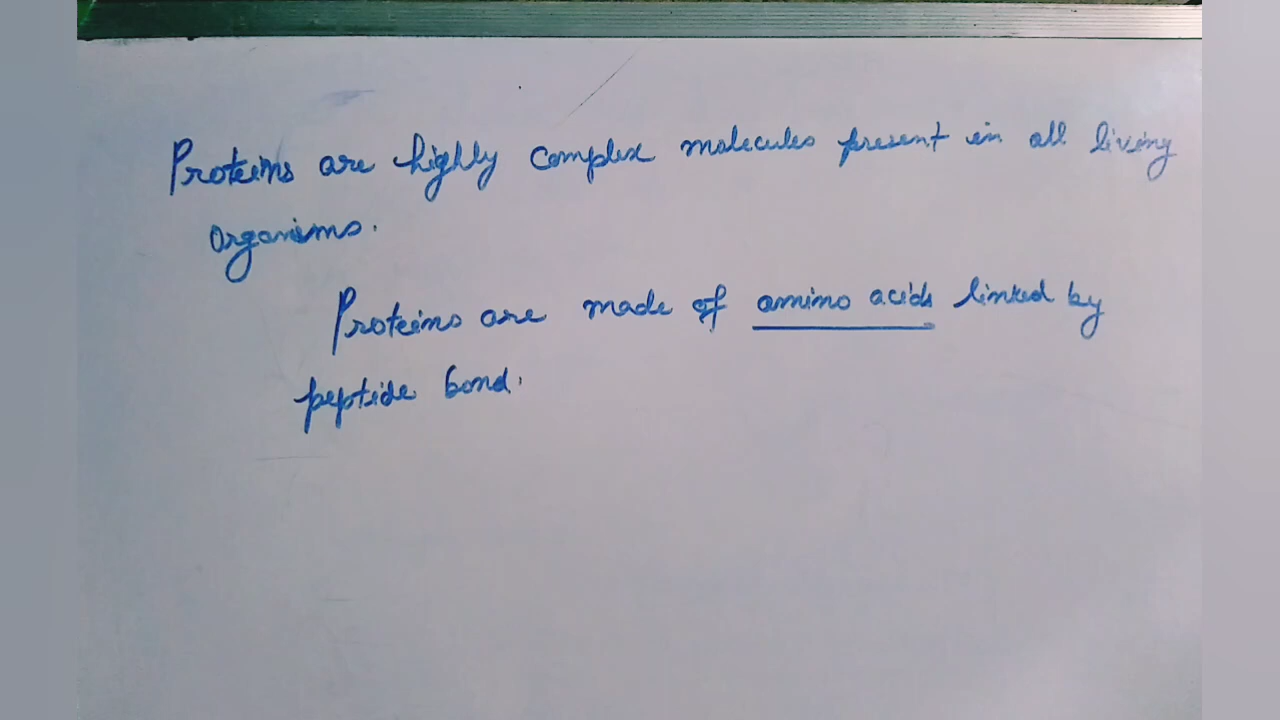 Proteins are highly complex molecules present in all living
organisms.
Proteins are made of amino acids linked by
peptide bond.